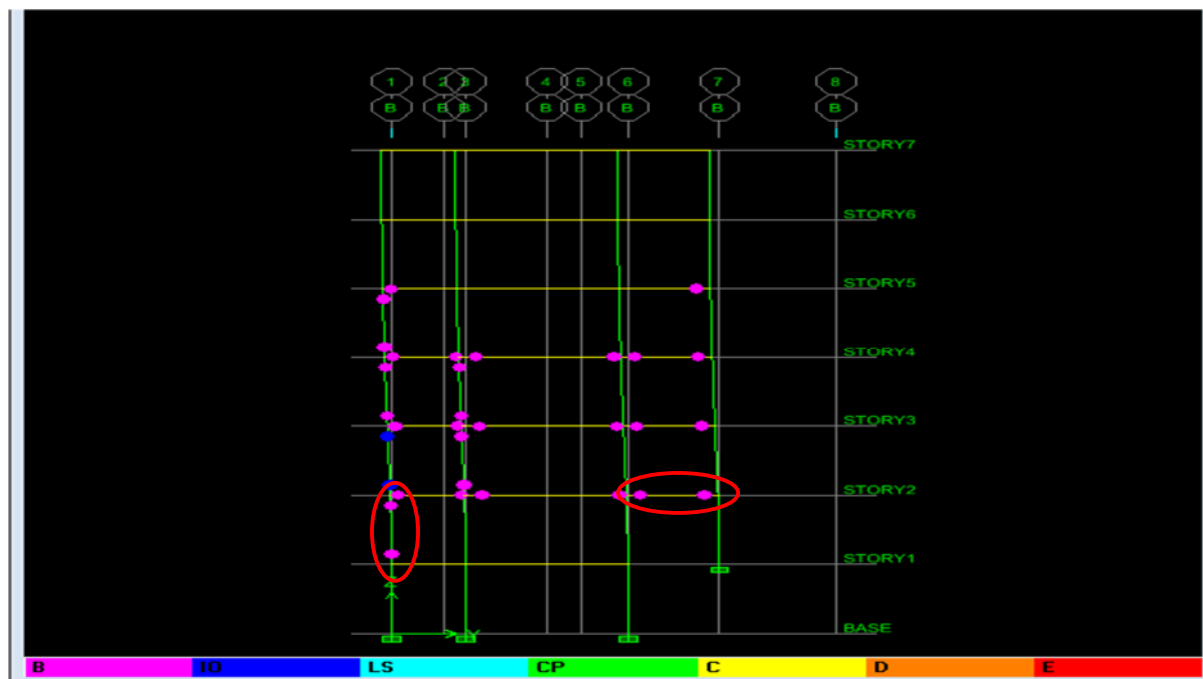 1 2 3 4 5 6 7 8
B B B B B B B B
STORY7
STORY6
STORY5
STORY4
STORY3
STORY2
STORY1
BASE
B IO LS CP C D E